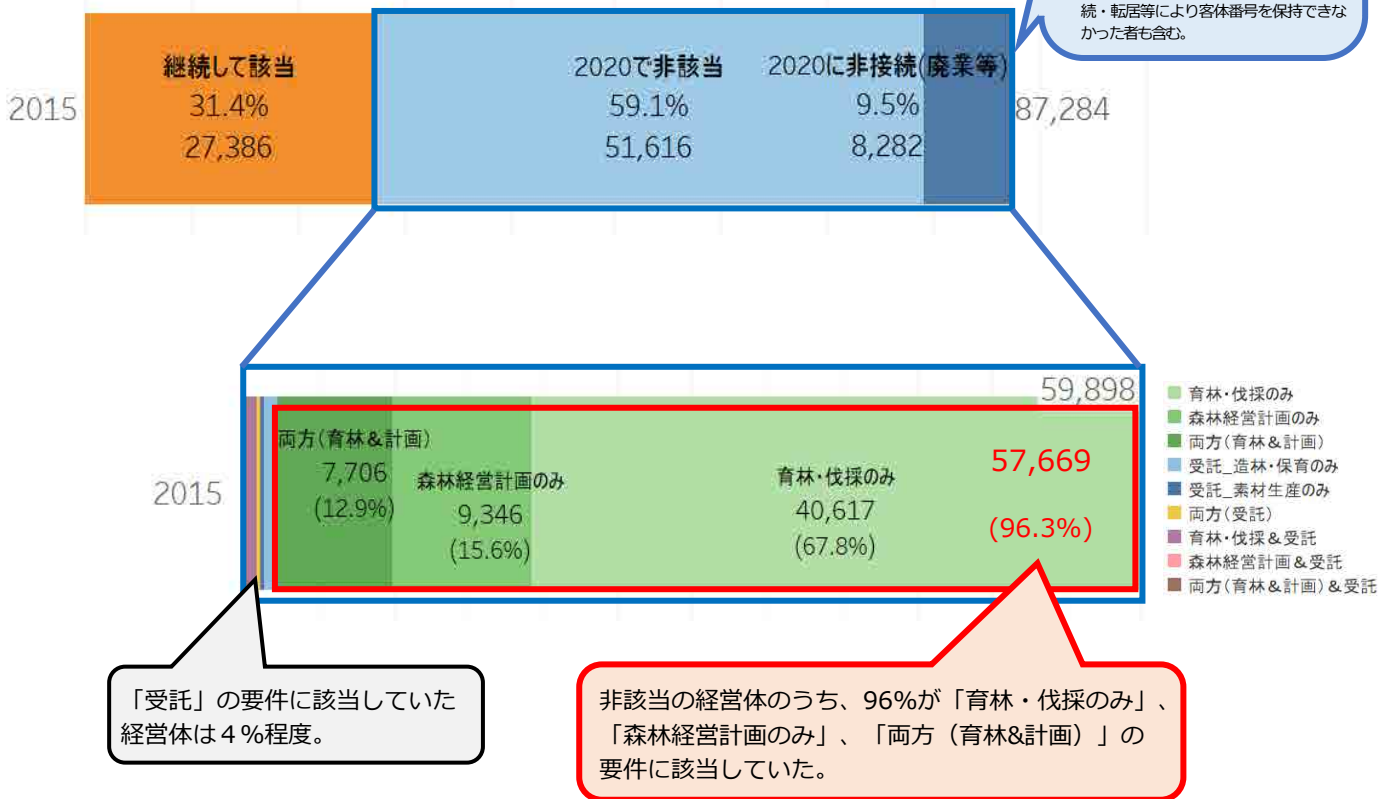 続・転居等により客体番号を保持できな
かった者も含む。
継続して該当
31.4%
27,386
2020で非該当
59.1%
51,616
2020に非接続(廃業等)
9.5%
8,282
2015
87,284
59,898
両方(育林&計画)
7,706
(12.9%)
森林経営計画のみ
9,346
(15.6%)
育林・伐採のみ
40,617
(67.8%)
57,669
(96.3%)
2015
育林・伐採のみ
森林経営計画のみ
両方(育林&計画)
受託_造林・保育のみ
受託_素材生産のみ
両方(受託)
育林・伐採&受託
森林経営計画&受託
両方(育林&計画)&受託
「受託」の要件に該当していた
経営体は4%程度。
非該当の経営体のうち、96%が「育林・伐採のみ」、
「森林経営計画のみ」、「両方(育林&計画)」の
要件に該当していた。